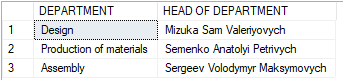 DEPARTMENT HEAD OF DEPARTMENT
1 Design Mizuka Sam Valeriyovych
2 Production of materials Semenko Anatolyi Petrivych
3 Assembly Sergeev Volodymyr Maksymovych